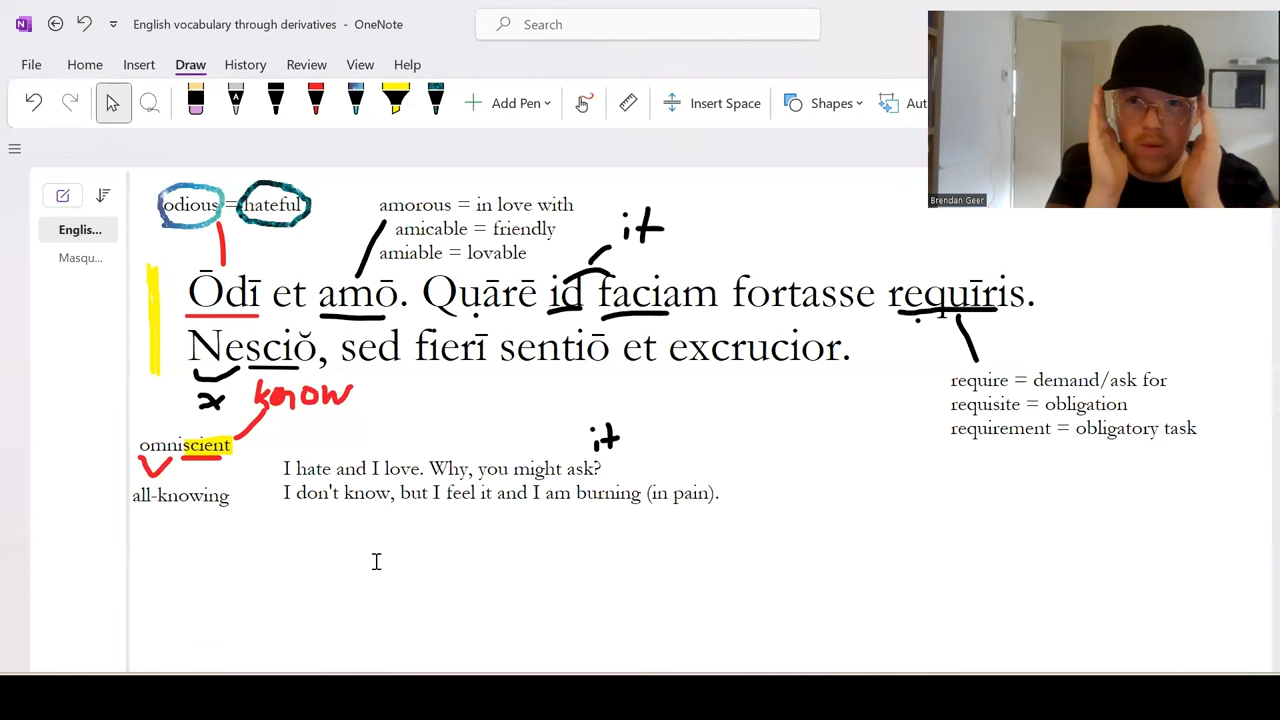 English vocabulary through derivatives - OneNote
Search
File Home Insert Draw History Review View Help
Add Pen Insert Space Shapes Aut
Brendan Geer
Englis...
Masqu...
odious = hateful
amorous = in love with
amicable = friendly
amiable = lovable
it
Ōdī et amō. Quārē id faciam fortasse requīris.
Nesciŏ, sed fierī sentiō et excrucior.
x know
require = demand/ask for
requisite = obligation
requirement = obligatory task
omniscient
all-knowing
it
I hate and I love. Why, you might ask?
I don't know, but I feel it and I am burning (in pain).